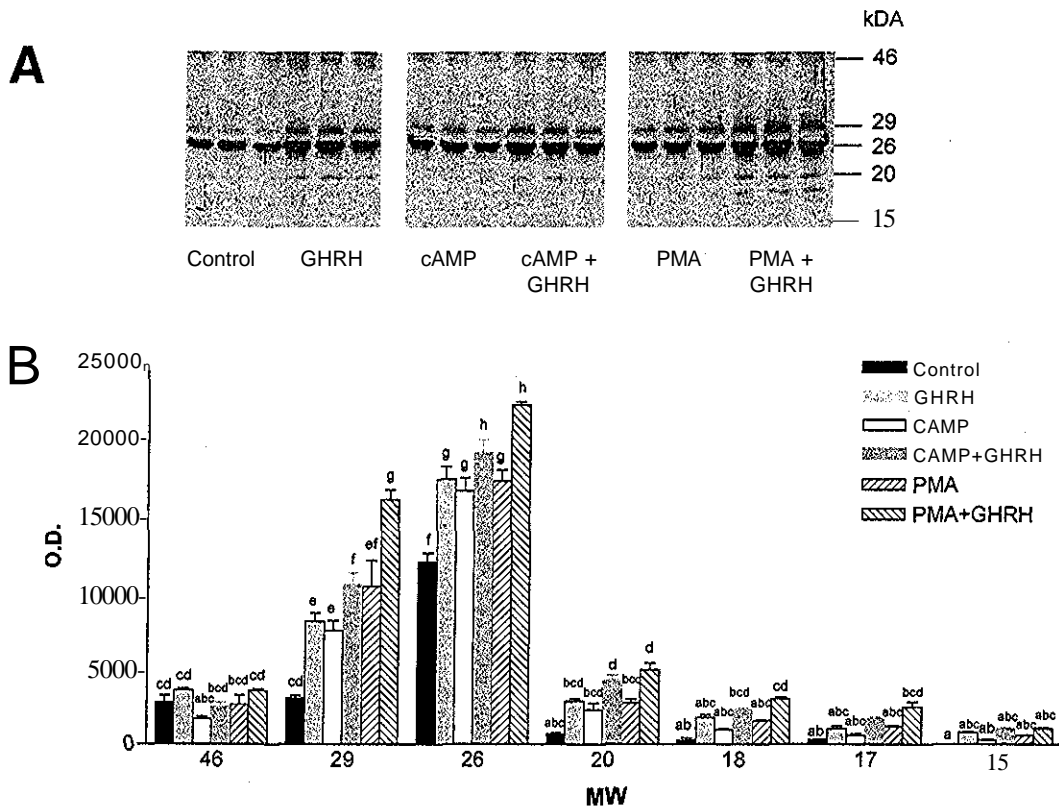 A
kDA
46
29
26
20
15
Control GHRH cAMP cAMP + GHRH PMA PMA + GHRH
B
25000
20000
15000
10000
5000
0
O.D.
Control
GHRH
CAMP
CAMP+GHRH
PMA
PMA+GHRH
cd cd abc bcd bcd cd
cd e e f ef g
f g g h g h
abc bcd bcd d bcd d
ab abc abc bcd abc cd
ab abc abc abc abc bcd
a abc ab abc abc abc
46 29 26 20 18 17 15
MW